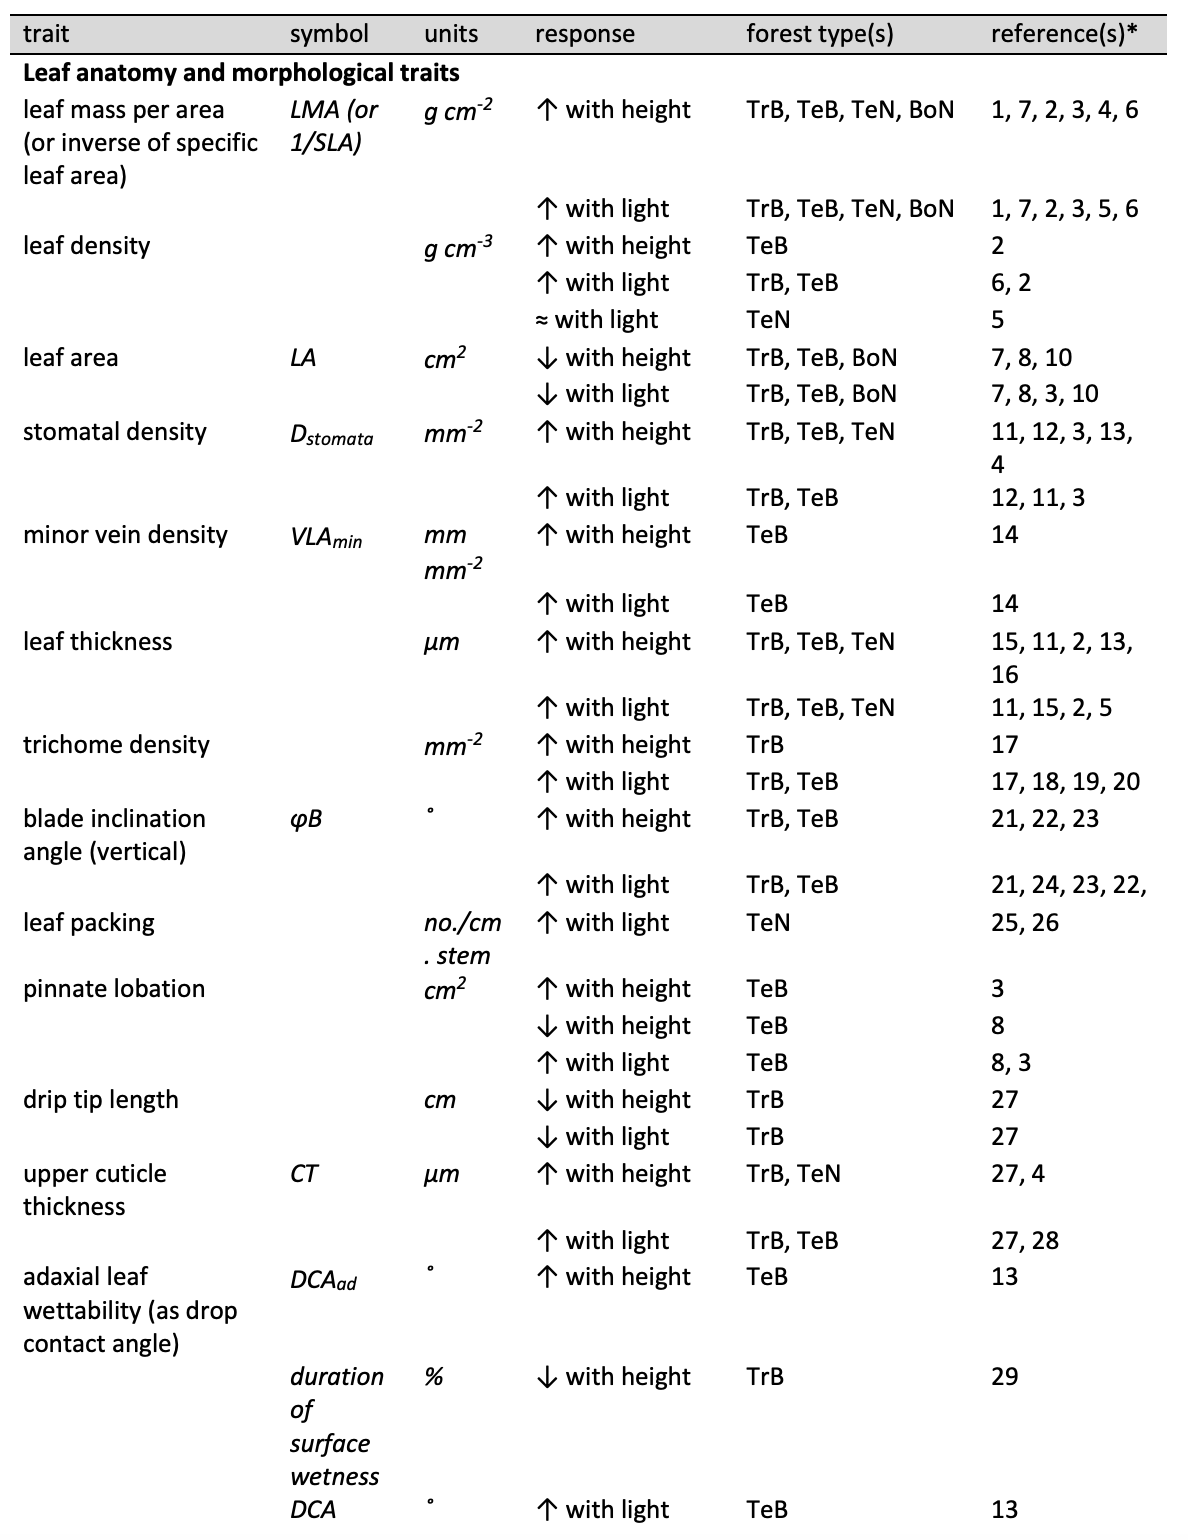 trait symbol units response forest type(s) reference(s)*
Leaf anatomy and morphological traits
leaf mass per area LMA (or g cm-2 ↑ with height TrB, TeB, TeN, BoN 1, 7, 2, 3, 4, 6
(or inverse of specific 1/SLA)
leaf area)
↑ with light TrB, TeB, TeN, BoN 1, 7, 2, 3, 5, 6
leaf density g cm-3 ↑ with height TeB 2
↑ with light TrB, TeB 6, 2
≈ with light TeN 5
leaf area LA cm2 ↓ with height TrB, TeB, BoN 7, 8, 10
↓ with light TrB, TeB, BoN 7, 8, 3, 10
stomatal density Dstomata mm-2 ↑ with height TrB, TeB, TeN 11, 12, 3, 13,
4
↑ with light TrB, TeB 12, 11, 3
minor vein density VLAmin mm ↑ with height TeB 14
mm-2
↑ with light TeB 14
leaf thickness μm ↑ with height TrB, TeB, TeN 15, 11, 2, 13,
16
↑ with light TrB, TeB, TeN 11, 15, 2, 5
trichome density mm-2 ↑ with height TrB 17
↑ with light TrB, TeB 17, 18, 19, 20
blade inclination φB ° ↑ with height TrB, TeB 21, 22, 23
angle (vertical)
↑ with light TrB, TeB 21, 24, 23, 22,
leaf packing no./cm ↑ with light TeN 25, 26
. stem
pinnate lobation cm2 ↑ with height TeB 3
↓ with height TeB 8
↑ with light TeB 8, 3
drip tip length cm ↓ with height TrB 27
↓ with light TrB 27
upper cuticle CT μm ↑ with height TrB, TeN 27, 4
thickness
↑ with light TrB, TeB 27, 28
adaxial leaf DCAad ° ↑ with height TeB 13
wettability (as drop
contact angle)
duration % ↓ with height TrB 29
of
surface
wetness
DCA ° ↑ with light TeB 13